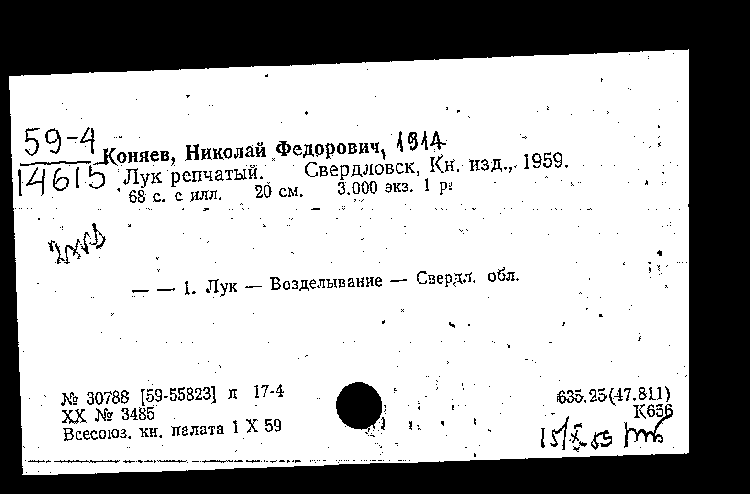 59-4
14615
Коняев, Николай Федорович, 1914
Лук репчатый. Свердловск, Кн. изд., 1959.
68 с. с илл. 20 см. 3.000 экз. 1 р.
— — 1. Лук — Возделывание — Свердл. обл.
№ 30788 [59-55823] п 17-4
XX № 3485
Всесоюз. кн. палата 1 X 59
635.25(47.811)
К656
15/X 59